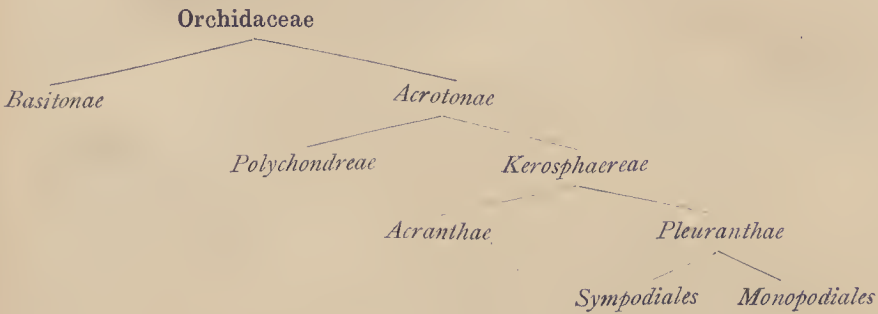 Orchidaceae
Basitonae Acrotonae
Polychondreae Kerosphaereae
Acranthae Pleuranthae
Sympodiales Monopodiales